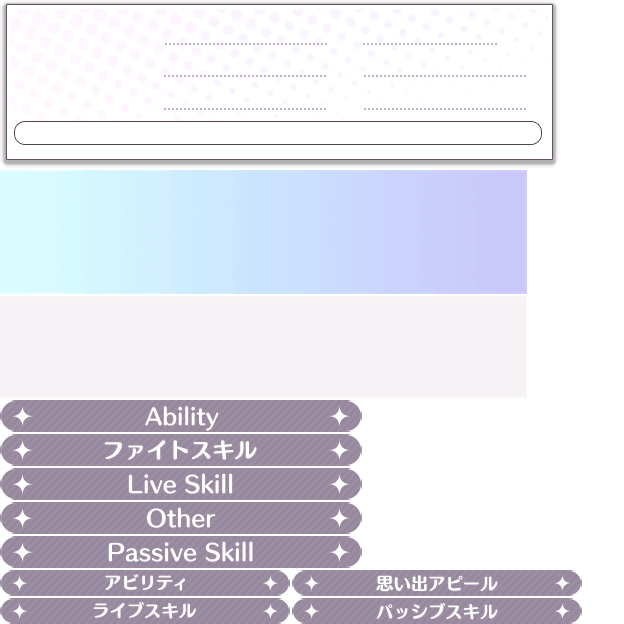 Ability
ファイトスキル
Live Skill
Other
Passive Skill
アビリティ
思い出アピール
ライブスキル
パッシブスキル